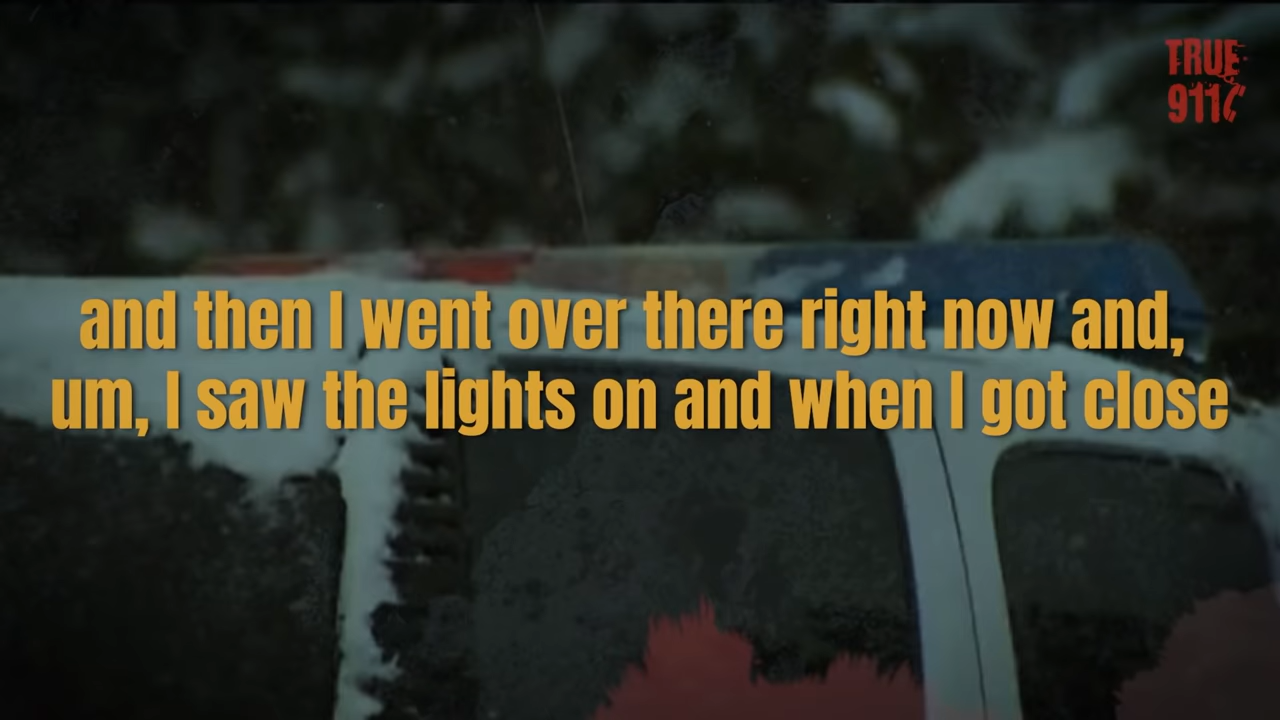 TRUE
911
and then I went over there right now and,
um, I saw the lights on and when I got close